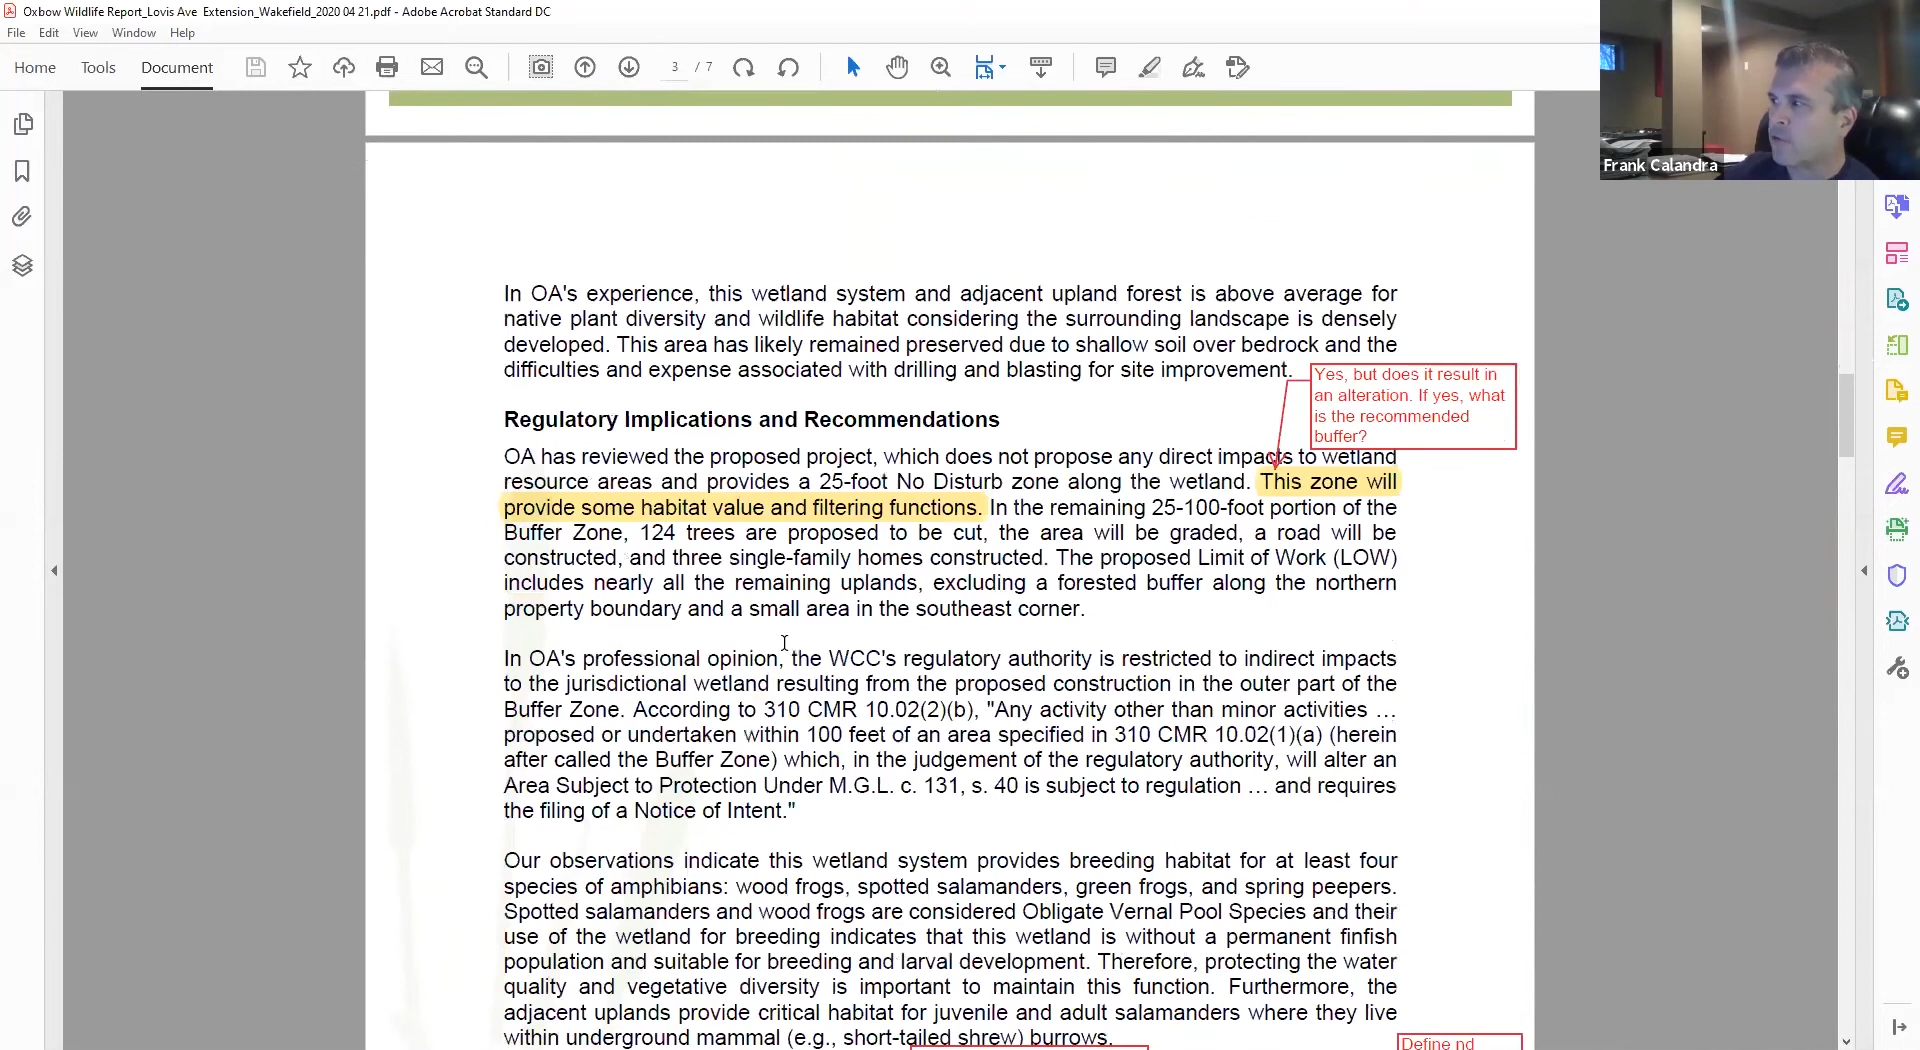 Oxbow Wildlife Report_Lovis Ave Extension_Wakefield_2020 04 21.pdf - Adobe Acrobat Standard DC
File Edit View Window Help
Home Tools Document 3 / 7
Frank Calandra
In OA's experience, this wetland system and adjacent upland forest is above average for
native plant diversity and wildlife habitat considering the surrounding landscape is densely
developed. This area has likely remained preserved due to shallow soil over bedrock and the
difficulties and expense associated with drilling and blasting for site improvement.
Yes, but does it result in
an alteration. If yes, what
is the recommended
buffer?
Regulatory Implications and Recommendations
OA has reviewed the proposed project, which does not propose any direct impacts to wetland
resource areas and provides a 25-foot No Disturb zone along the wetland. This zone will
provide some habitat value and filtering functions. In the remaining 25-100-foot portion of the
Buffer Zone, 124 trees are proposed to be cut, the area will be graded, a road will be
constructed, and three single-family homes constructed. The proposed Limit of Work (LOW)
includes nearly all the remaining uplands, excluding a forested buffer along the northern
property boundary and a small area in the southeast corner.
In OA's professional opinion, the WCC's regulatory authority is restricted to indirect impacts
to the jurisdictional wetland resulting from the proposed construction in the outer part of the
Buffer Zone. According to 310 CMR 10.02(2)(b), "Any activity other than minor activities …
proposed or undertaken within 100 feet of an area specified in 310 CMR 10.02(1)(a) (herein
after called the Buffer Zone) which, in the judgement of the regulatory authority, will alter an
Area Subject to Protection Under M.G.L. c. 131, s. 40 is subject to regulation … and requires
the filing of a Notice of Intent."
Our observations indicate this wetland system provides breeding habitat for at least four
species of amphibians: wood frogs, spotted salamanders, green frogs, and spring peepers.
Spotted salamanders and wood frogs are considered Obligate Vernal Pool Species and their
use of the wetland for breeding indicates that this wetland is without a permanent finfish
population and suitable for breeding and larval development. Therefore, protecting the water
quality and vegetative diversity is important to maintain this function. Furthermore, the
adjacent uplands provide critical habitat for juvenile and adult salamanders where they live
within underground mammal (e.g., short-tailed shrew) burrows.
Define nd